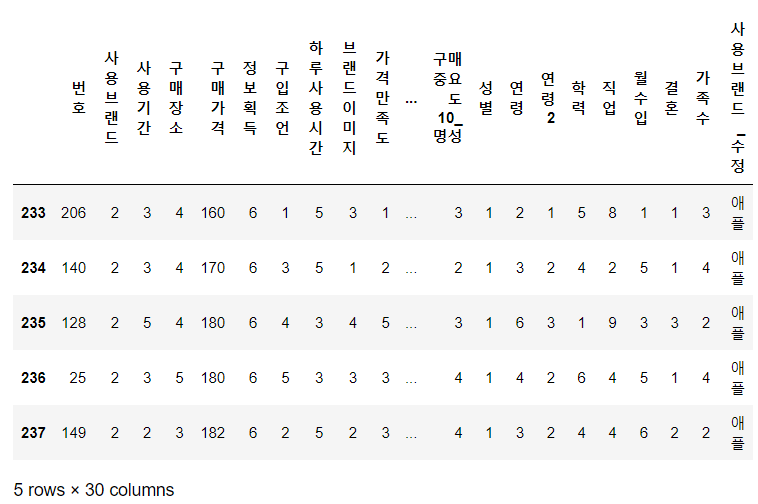 번호 사용브랜드 사용기간 구매장소 구매가격 정보획득 구입조언 하루사용시간 브랜드이미지 가격만족도 ... 구매중요도10_명성 성별 연령 연령2 학력 직업 월수입 결혼 가족수 사용브랜드_수정
233 206 2 3 4 160 6 1 5 3 1 ... 3 1 2 1 5 8 1 1 3 애플
234 140 2 3 4 170 6 3 5 1 2 ... 2 1 3 2 4 2 5 1 4 애플
235 128 2 5 4 180 6 4 3 4 5 ... 3 1 6 3 1 9 3 3 2 애플
236 25 2 3 5 180 6 5 3 3 3 ... 4 1 4 2 6 4 5 1 4 애플
237 149 2 2 3 182 6 2 5 2 3 ... 4 1 3 2 4 4 6 2 2 애플
5 rows × 30 columns